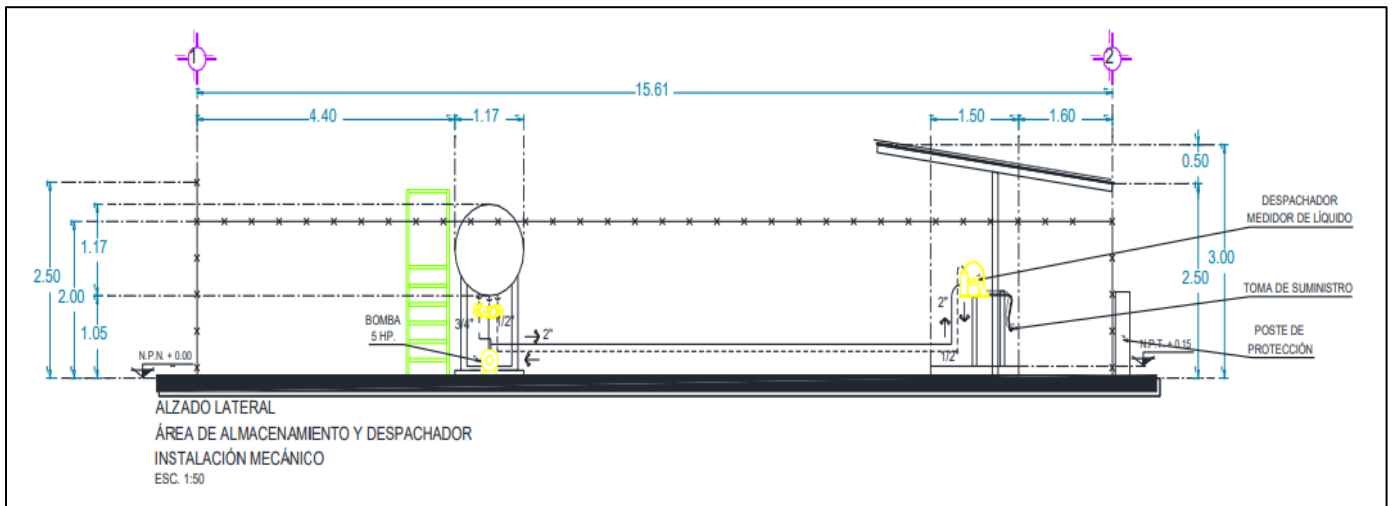 1
2
15.61
4.40
1.17
1.50
1.60
0.50
DESPACHADOR
MEDIDOR DE LÍQUIDO
1.17
2.50
2.00
3.00
2.50
TOMA DE SUMINISTRO
2"
BOMBA
5 HP.
3/4"
1/2"
2"
1.05
POSTE DE
PROTECCIÓN
N.P.N. + 0.00
1/2"
N.P.T. + 0.15
ALZADO LATERAL
ÁREA DE ALMACENAMIENTO Y DESPACHADOR
INSTALACIÓN MECÁNICO
ESC. 1:50